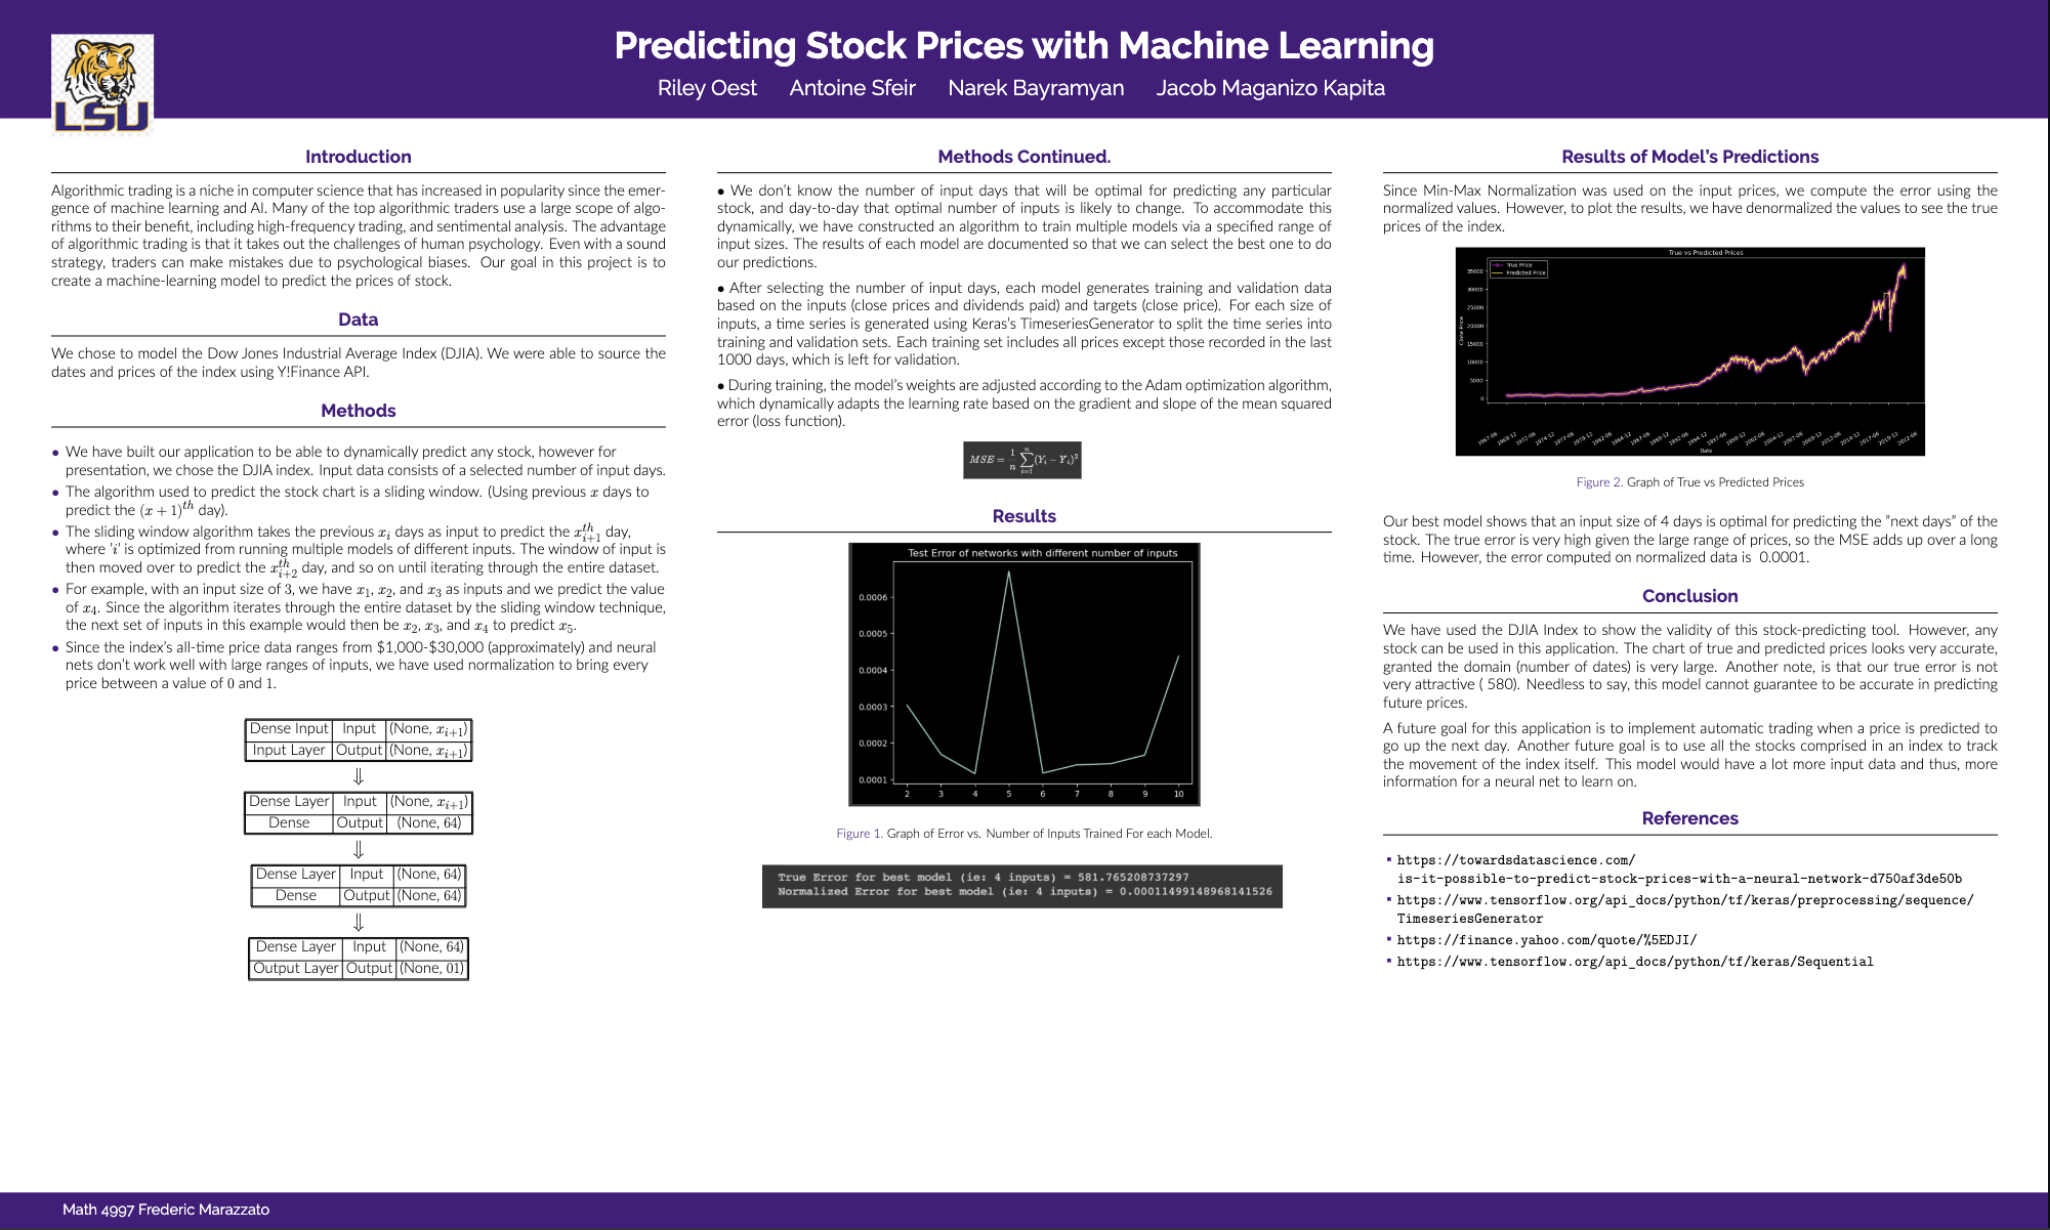 LSU
Predicting Stock Prices with Machine Learning
Riley Oest Antoine Sfeir Narek Bayramyan Jacob Maganizo Kapita
Introduction
Algorithmic trading is a niche in computer science that has increased in popularity since the emer-
gence of machine learning and AI. Many of the top algorithmic traders use a large scope of algo-
rithms to their benefit, including high-frequency trading, and sentimental analysis. The advantage
of algorithmic trading is that it takes out the challenges of human psychology. Even with a sound
strategy, traders can make mistakes due to psychological biases. Our goal in this project is to
create a machine-learning model to predict the prices of stock.
Data
We chose to model the Dow Jones Industrial Average Index (DJIA). We were able to source the
dates and prices of the index using Y!Finance API.
Methods
• We have built our application to be able to dynamically predict any stock, however for
presentation, we chose the DJIA index. Input data consists of a selected number of input days.
• The algorithm used to predict the stock chart is a sliding window. (Using previous x days to
predict the (x + 1)^{th} day).
• The sliding window algorithm takes the previous x_i days as input to predict the x_{i+1}^{th} day,
where 'i' is optimized from running multiple models of different inputs. The window of input is
then moved over to predict the x_{i+2}^{th} day, and so on until iterating through the entire dataset.
• For example, with an input size of 3, we have x_1, x_2, and x_3 as inputs and we predict the value
of x_4. Since the algorithm iterates through the entire dataset by the sliding window technique,
the next set of inputs in this example would then be x_2, x_3, and x_4 to predict x_5.
• Since the index's all-time price data ranges from $1,000-$30,000 (approximately) and neural
nets don't work well with large ranges of inputs, we have used normalization to bring every
price between a value of 0 and 1.
Dense Input Input (None, x_{i+1})
Input Layer Output (None, x_{i+1})
⇓
Dense Layer Input (None, x_{i+1})
Dense Output (None, 64)
⇓
Dense Layer Input (None, 64)
Dense Output (None, 64)
⇓
Dense Layer Input (None, 64)
Output Layer Output (None, 01)
Methods Continued.
• We don't know the number of input days that will be optimal for predicting any particular
stock, and day-to-day that optimal number of inputs is likely to change. To accommodate this
dynamically, we have constructed an algorithm to train multiple models via a specified range of
input sizes. The results of each model are documented so that we can select the best one to do
our predictions.
• After selecting the number of input days, each model generates training and validation data
based on the inputs (close prices and dividends paid) and targets (close price). For each size of
inputs, a time series is generated using Keras's TimeseriesGenerator to split the time series into
training and validation sets. Each training set includes all prices except those recorded in the last
1000 days, which is left for validation.
• During training, the model's weights are adjusted according to the Adam optimization algorithm,
which dynamically adapts the learning rate based on the gradient and slope of the mean squared
error (loss function).
MSE = 1/n ∑_{i=1}^{n} (Y_i − Ŷ_i)^2
Results
Test Error of networks with different number of inputs
0.0006
0.0005
0.0004
0.0003
0.0002
0.0001
2 3 4 5 6 7 8 9 10
Figure 1. Graph of Error vs. Number of Inputs Trained For each Model.
True Error for best model (ie: 4 inputs) = 581.765208737297
Normalized Error for best model (ie: 4 inputs) = 0.00011499148968141526
Results of Model's Predictions
Since Min-Max Normalization was used on the input prices, we compute the error using the
normalized values. However, to plot the results, we have denormalized the values to see the true
prices of the index.
True vs Predicted Prices
True Price
Predicted Price
Close Price
35000
30000
25000
20000
15000
10000
5000
0
Date
Figure 2. Graph of True vs Predicted Prices
Our best model shows that an input size of 4 days is optimal for predicting the "next days" of the
stock. The true error is very high given the large range of prices, so the MSE adds up over a long
time. However, the error computed on normalized data is 0.0001.
Conclusion
We have used the DJIA Index to show the validity of this stock-predicting tool. However, any
stock can be used in this application. The chart of true and predicted prices looks very accurate,
granted the domain (number of dates) is very large. Another note, is that our true error is not
very attractive ( 580). Needless to say, this model cannot guarantee to be accurate in predicting
future prices.
A future goal for this application is to implement automatic trading when a price is predicted to
go up the next day. Another future goal is to use all the stocks comprised in an index to track
the movement of the index itself. This model would have a lot more input data and thus, more
information for a neural net to learn on.
References
https://towardsdatascience.com/
is-it-possible-to-predict-stock-prices-with-a-neural-network-d750af3de50b
https://www.tensorflow.org/api_docs/python/tf/keras/preprocessing/sequence/
TimeseriesGenerator
https://finance.yahoo.com/quote/%5EDJI/
https://www.tensorflow.org/api_docs/python/tf/keras/Sequential
Math 4997 Frederic Marazzato